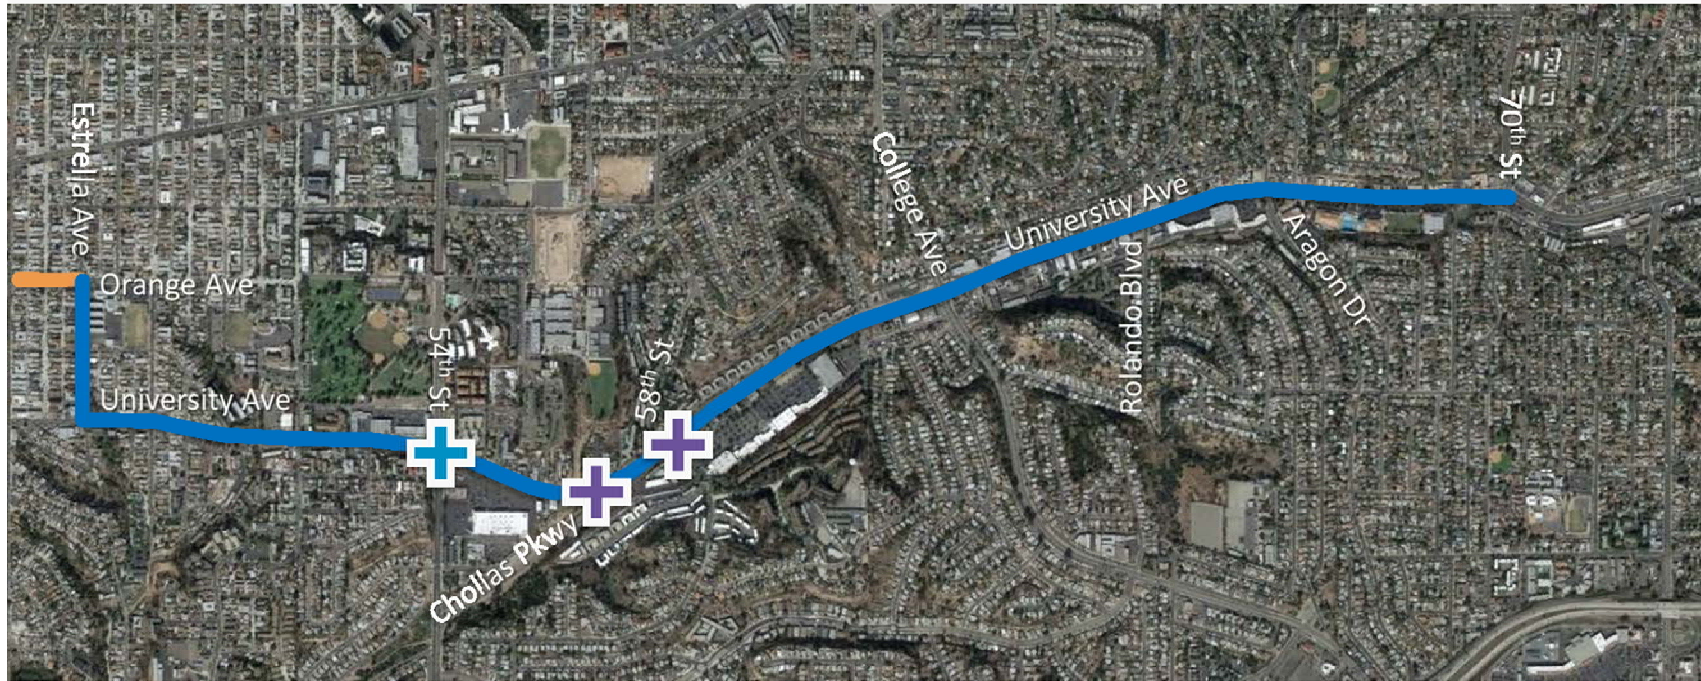 Estrella Ave
Orange Ave
University Ave
54th St
58th St
Chollas Pkwy
College Ave
University Ave
Rolando Blvd
Aragon Dr
70th St